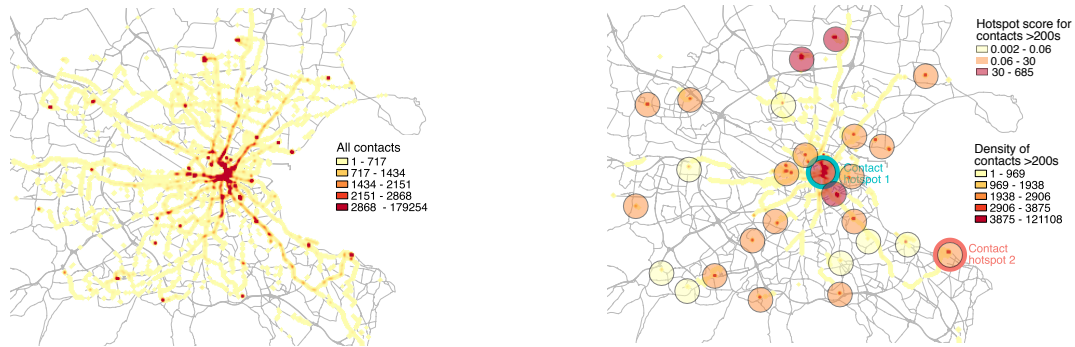 All contacts
1 - 717
717 - 1434
1434 - 2151
2151 - 2868
2868 - 179254
Hotspot score for
contacts >200s
0.002 - 0.06
0.06 - 30
30 - 685
Contact
hotspot 1
Density of
contacts >200s
1 - 969
969 - 1938
1938 - 2906
2906 - 3875
3875 - 121108
Contact
hotspot 2